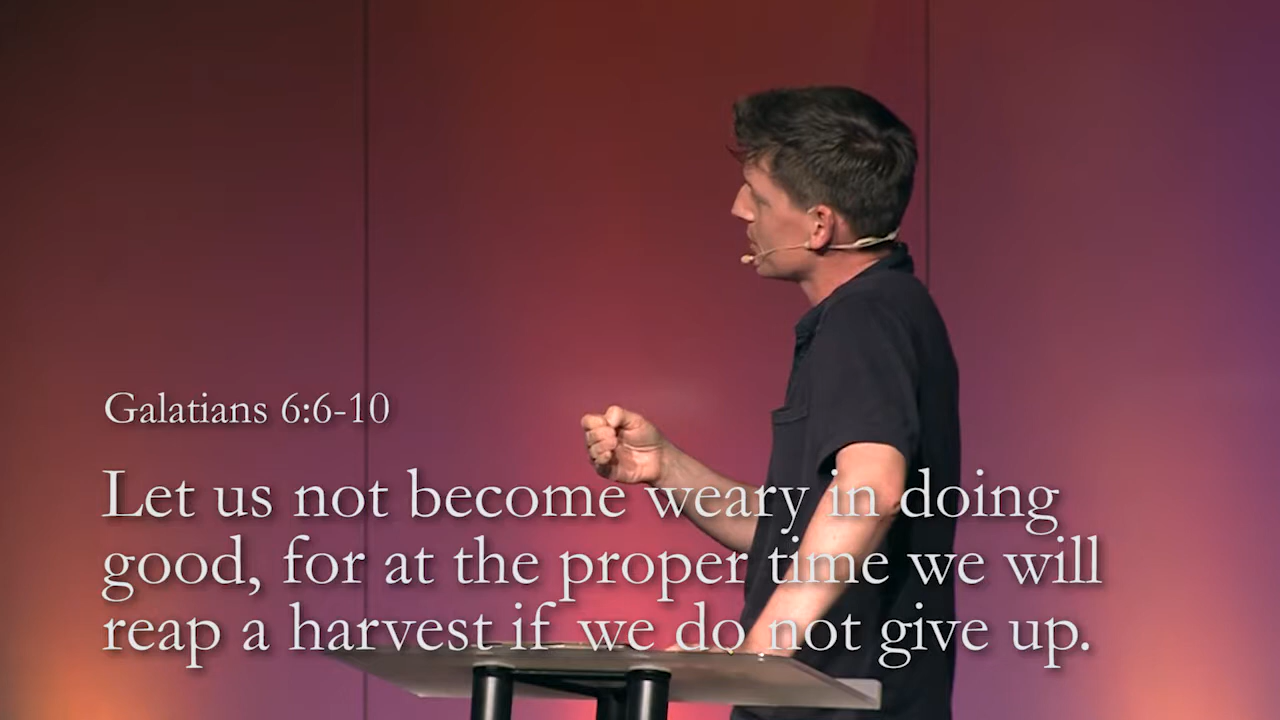 Galatians 6:6-10
Let us not become weary in doing
good, for at the proper time we will
reap a harvest if we do not give up.